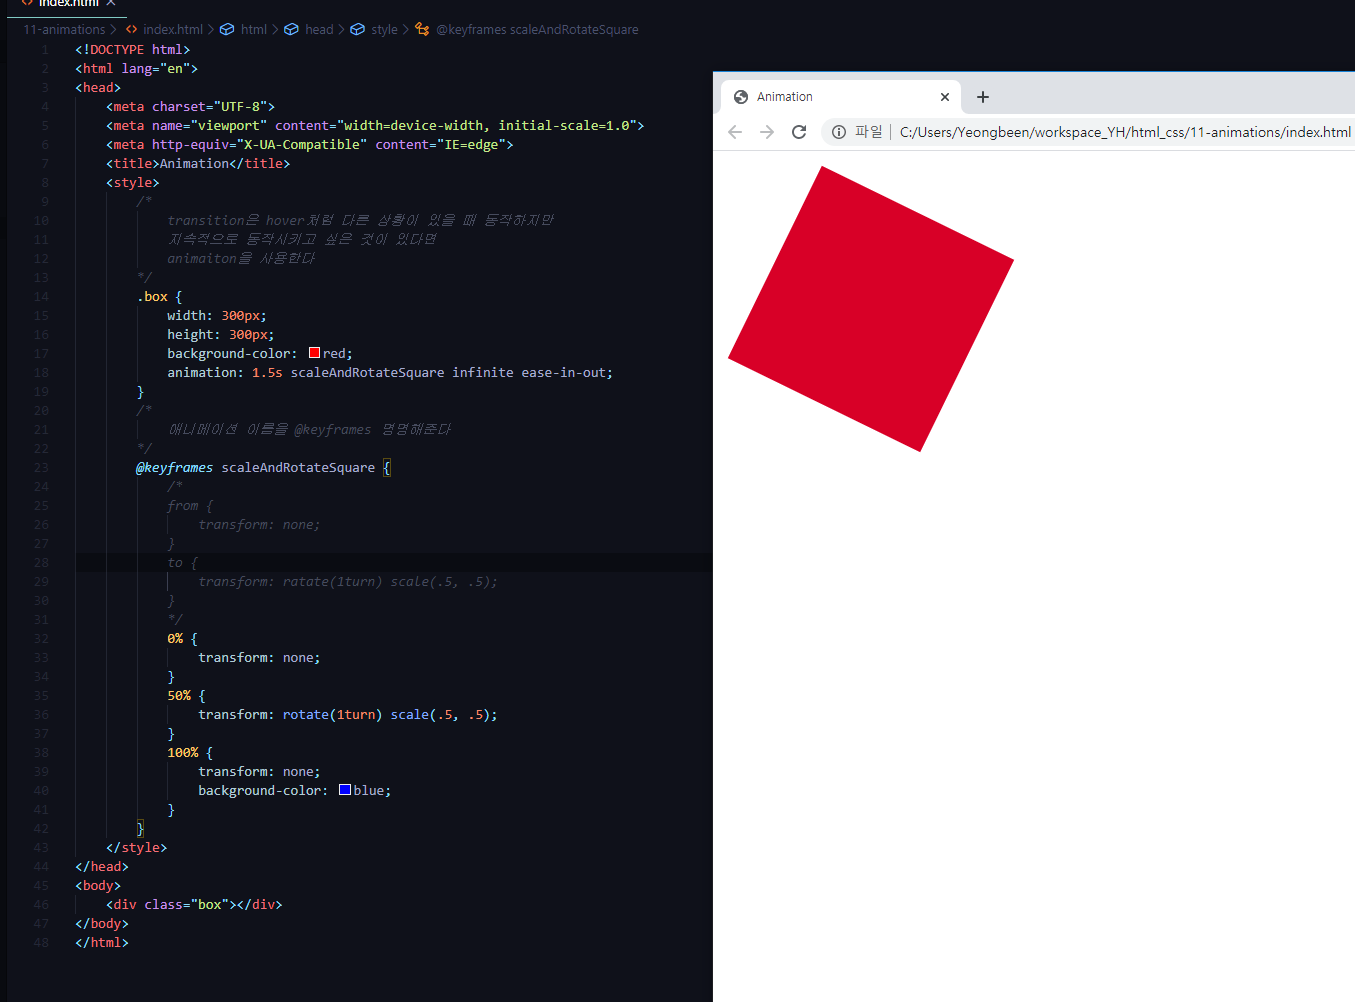 index.html
11-animations > index.html > html > head > style > @keyframes scaleAndRotateSquare
1 <!DOCTYPE html>
2 <html lang="en">
3 <head>
4 <meta charset="UTF-8">
5 <meta name="viewport" content="width=device-width, initial-scale=1.0">
6 <meta http-equiv="X-UA-Compatible" content="IE=edge">
7 <title>Animation</title>
8 <style>
9 /*
10 transition은 hover처럼 다른 상황이 있을 때 동작하지만
11 지속적으로 동작시키고 싶은 것이 있다면
12 animaiton을 사용한다
13 */
14 .box {
15 width: 300px;
16 height: 300px;
17 background-color: red;
18 animation: 1.5s scaleAndRotateSquare infinite ease-in-out;
19 }
20 /*
21 애니메이션 이름을 @keyframes 명명해준다
22 */
23 @keyframes scaleAndRotateSquare {
24 /*
25 from {
26 transform: none;
27 }
28 to {
29 transform: ratate(1turn) scale(.5, .5);
30 }
31 */
32 0% {
33 transform: none;
34 }
35 50% {
36 transform: rotate(1turn) scale(.5, .5);
37 }
38 100% {
39 transform: none;
40 background-color: blue;
41 }
42 }
43 </style>
44 </head>
45 <body>
46 <div class="box"></div>
47 </body>
48 </html>
Animation
파일 | C:/Users/Yeongbeen/workspace_YH/html_css/11-animations/index.html